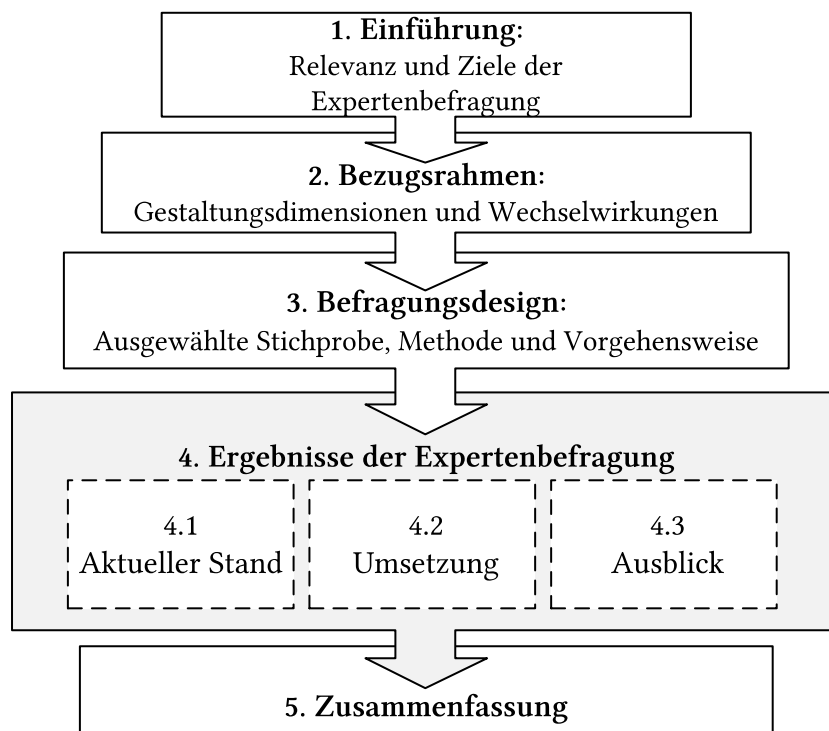 1. Einführung:
Relevanz und Ziele der
Expertenbefragung
2. Bezugsrahmen:
Gestaltungsdimensionen und Wechselwirkungen
3. Befragungsdesign:
Ausgewählte Stichprobe, Methode und Vorgehensweise
4. Ergebnisse der Expertenbefragung
4.1
Aktueller Stand
4.2
Umsetzung
4.3
Ausblick
5. Zusammenfassung